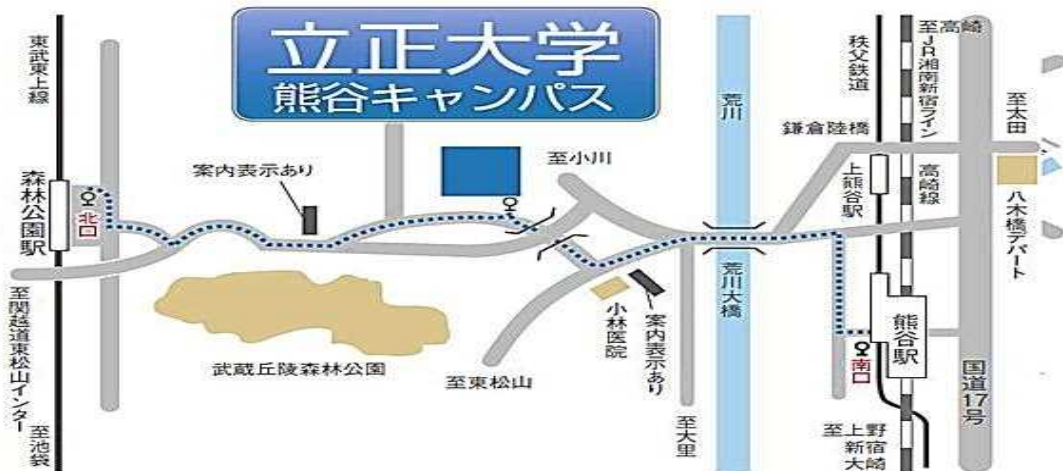 立正大学
熊谷キャンパス
東武東上線
森林公園駅
北口
至関越道東松山インター
至池袋
案内表示あり
武蔵丘陵森林公園
至小川
至東松山
小林医院
案内表示あり
至大里
荒川
荒川大橋
鎌倉陸橋
秩父鉄道
上熊谷駅
至高崎
JR湘南新宿ライン
高崎線
至太田
八木橋デパート
熊谷駅
南口
国道17号
至上野
新宿
大崎